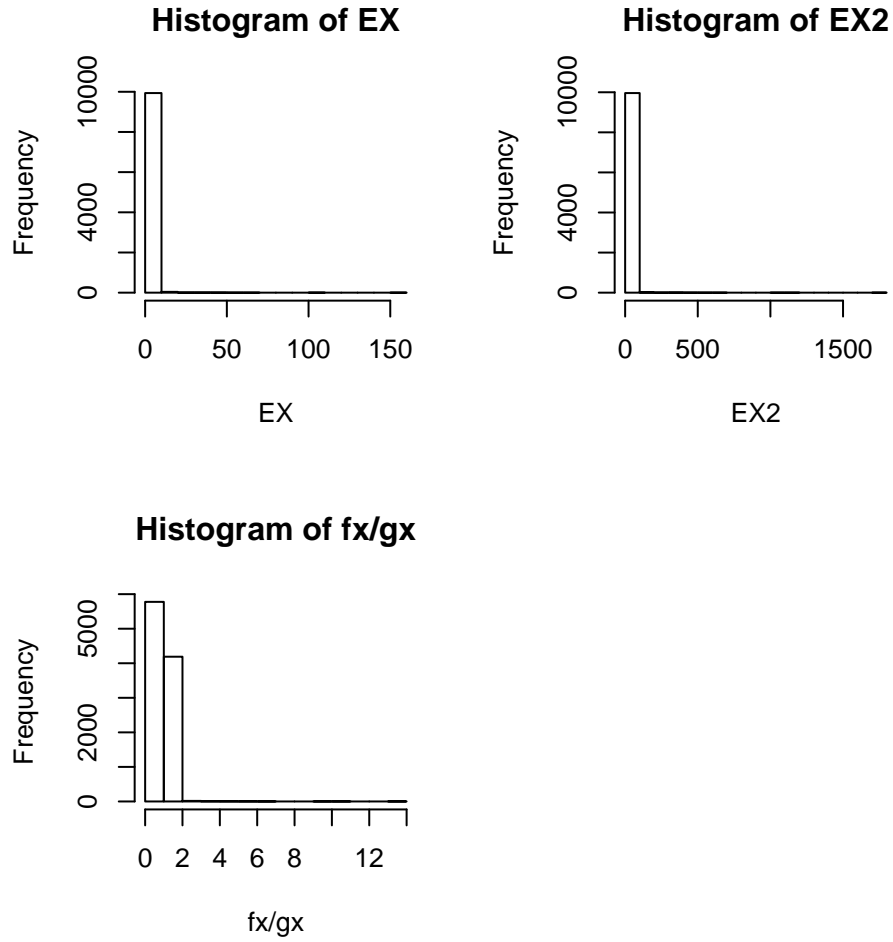 Histogram of EX
Frequency
10000
4000
0
0 50 100 150
EX
Histogram of EX2
Frequency
10000
4000
0
0 500 1500
EX2
Histogram of fx/gx
Frequency
5000
2000
0
0 2 4 6 8 12
fx/gx